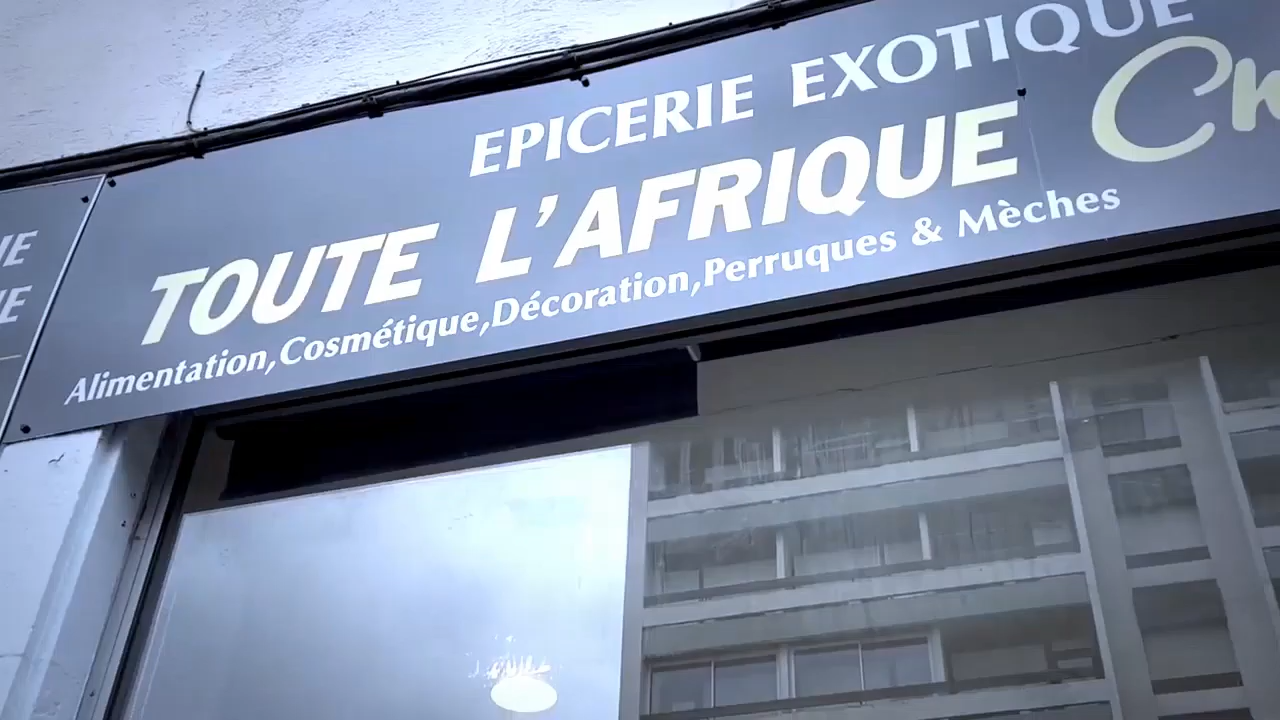 EPICERIE EXOTIQUE
TOUTE L'AFRIQUE
Alimentation,Cosmétique,Décoration,Perruques & Mèches